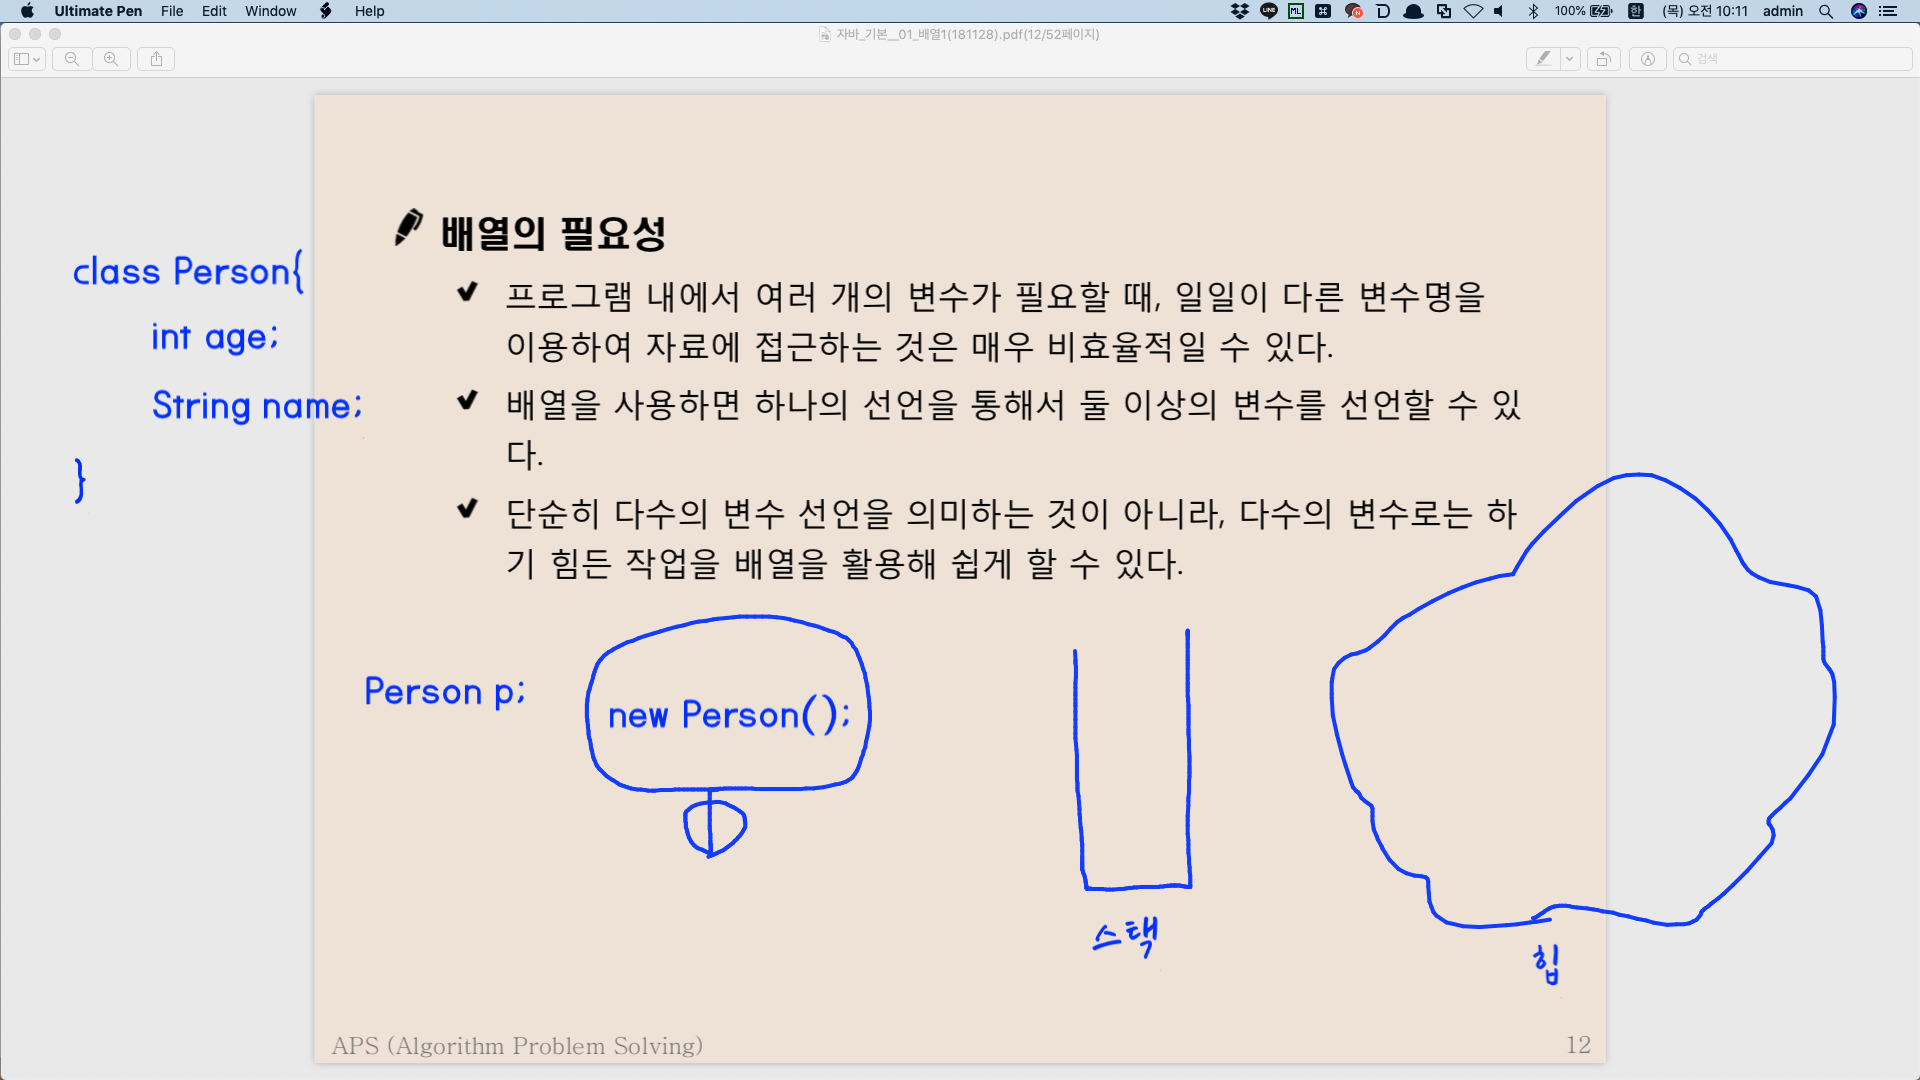 Ultimate Pen File Edit Window Help
100% 한 (목) 오전 10:11 admin
자바_기본__01_배열1(181128).pdf(12/52페이지)
검색
배열의 필요성
프로그램 내에서 여러 개의 변수가 필요할 때, 일일이 다른 변수명을
이용하여 자료에 접근하는 것은 매우 비효율적일 수 있다.
배열을 사용하면 하나의 선언을 통해서 둘 이상의 변수를 선언할 수 있
다.
단순히 다수의 변수 선언을 의미하는 것이 아니라, 다수의 변수로는 하
기 힘든 작업을 배열을 활용해 쉽게 할 수 있다.
class Person{
int age;
String name;
}
Person p;
new Person();
스택
힙
APS (Algorithm Problem Solving)
12